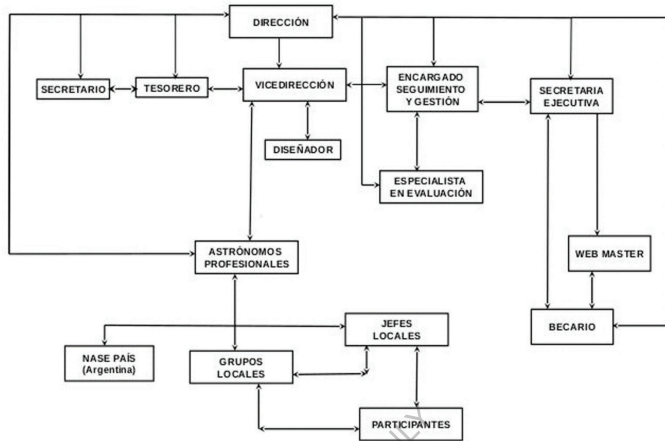 DIRECCIÓN
SECRETARIO
TESORERO
VICEDIRECCIÓN
ENCARGADO
SEGUIMIENTO
Y GESTIÓN
SECRETARIA
EJECUTIVA
DISEÑADOR
ESPECIALISTA
EN EVALUACIÓN
ASTRÓNOMOS
PROFESIONALES
WEB MASTER
JEFES
LOCALES
BECARIO
NASE PAÍS
(Argentina)
GRUPOS
LOCALES
PARTICIPANTES